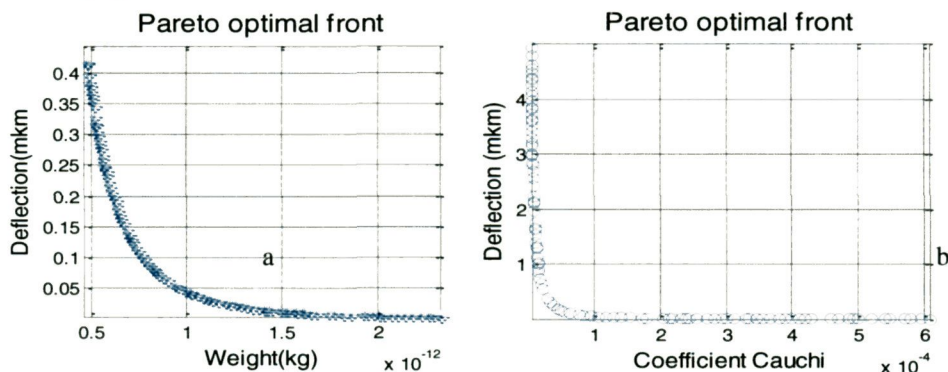 Pareto optimal front
Deflection(mkm)
0.4
0.35
0.3
0.25
0.2
0.15
0.1
0.05
a
0.5
1
1.5
2
Weight(kg)
x 10^-12
Pareto optimal front
Deflection (mkm)
4
3
2
1
b
1
2
3
4
5
6
Coefficient Cauchi
x 10^-4